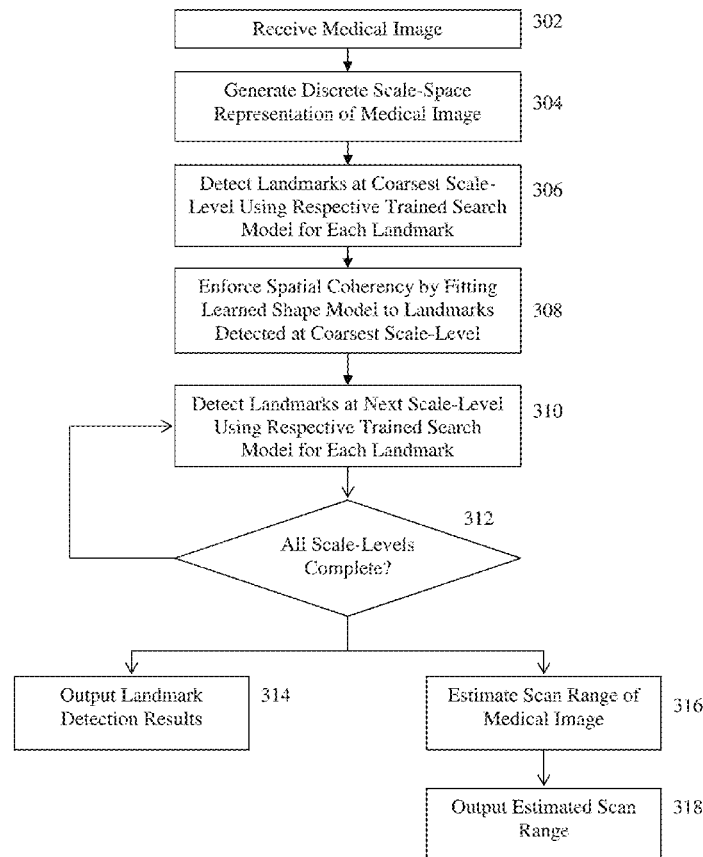 Receive Medical Image
302
Generate Discrete Scale-Space
Representation of Medical Image
304
Detect Landmarks at Coarsest Scale-
Level Using Respective Trained Search
Model for Each Landmark
306
Enforce Spatial Coherency by Fitting
Learned Shape Model to Landmarks
Detected at Coarsest Scale-Level
308
Detect Landmarks at Next Scale-Level
Using Respective Trained Search
Model for Each Landmark
310
312
All Scale-Levels
Complete?
Output Landmark
Detection Results
314
Estimate Scan Range of
Medical Image
316
Output Estimated Scan
Range
318